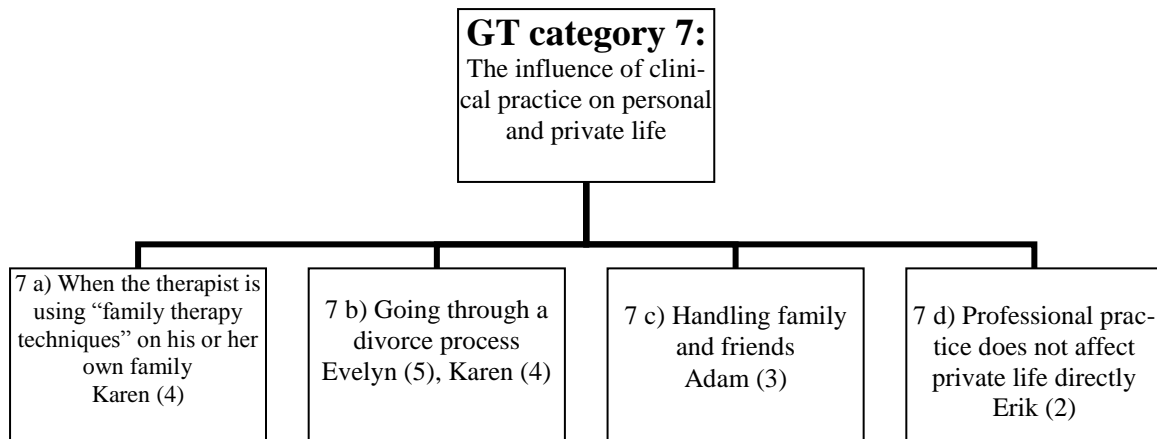 GT category 7:
The influence of clini-
cal practice on personal
and private life
7 a) When the therapist is
using “family therapy
techniques” on his or her
own family
Karen (4)
7 b) Going through a
divorce process
Evelyn (5), Karen (4)
7 c) Handling family
and friends
Adam (3)
7 d) Professional prac-
tice does not affect
private life directly
Erik (2)